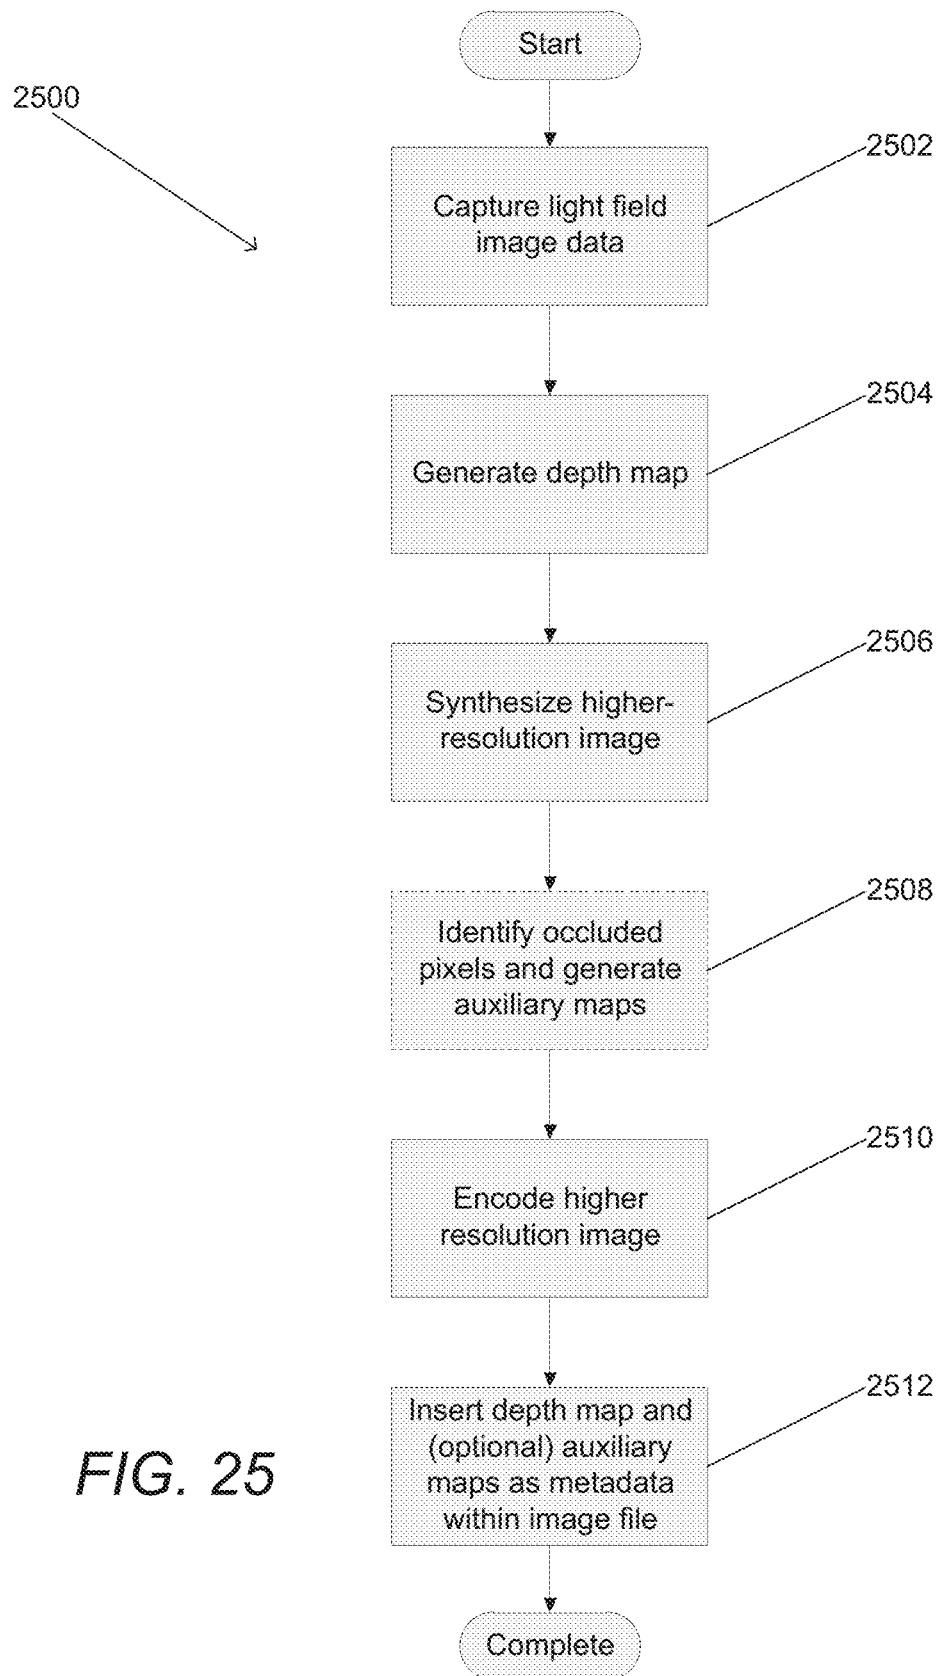 Start
2500
2502
Capture light field
image data
2504
Generate depth map
2506
Synthesize higher-
resolution image
2508
Identify occluded
pixels and generate
auxiliary maps
2510
Encode higher
resolution image
2512
Insert depth map and
(optional) auxiliary
maps as metadata
within image file
FIG. 25
Complete